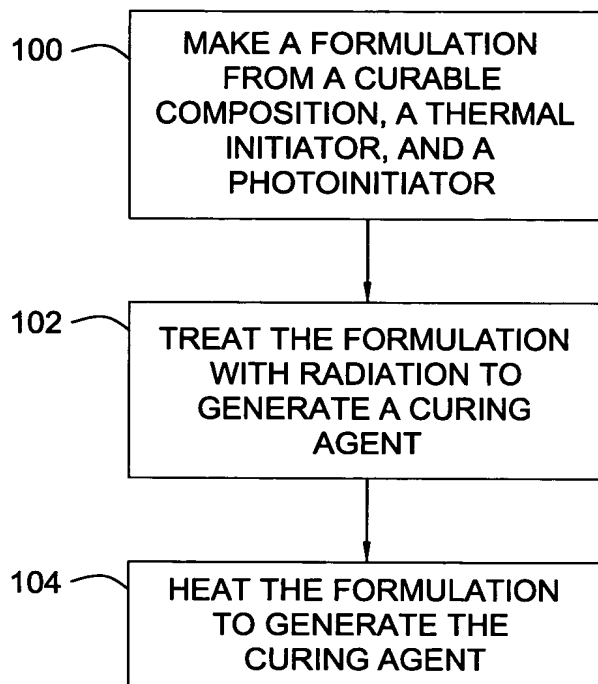 100
MAKE A FORMULATION
FROM A CURABLE
COMPOSITION, A THERMAL
INITIATOR, AND A
PHOTOINITIATOR
102
TREAT THE FORMULATION
WITH RADIATION TO
GENERATE A CURING
AGENT
104
HEAT THE FORMULATION
TO GENERATE THE
CURING AGENT